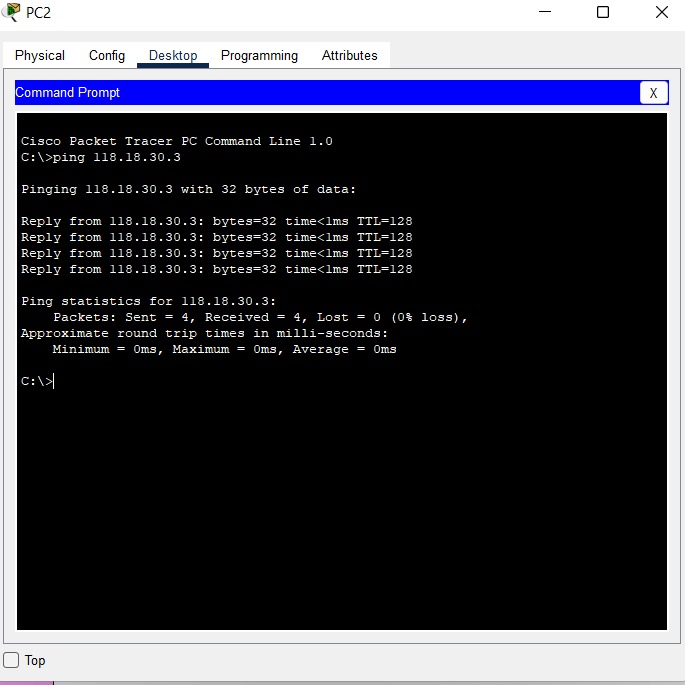 PC2
Physical Config Desktop Programming Attributes
Command Prompt X
Cisco Packet Tracer PC Command Line 1.0
C:\>ping 118.18.30.3
Pinging 118.18.30.3 with 32 bytes of data:
Reply from 118.18.30.3: bytes=32 time<1ms TTL=128
Reply from 118.18.30.3: bytes=32 time<1ms TTL=128
Reply from 118.18.30.3: bytes=32 time<1ms TTL=128
Reply from 118.18.30.3: bytes=32 time<1ms TTL=128
Ping statistics for 118.18.30.3:
Packets: Sent = 4, Received = 4, Lost = 0 (0% loss),
Approximate round trip times in milli-seconds:
Minimum = 0ms, Maximum = 0ms, Average = 0ms
C:\>
Top